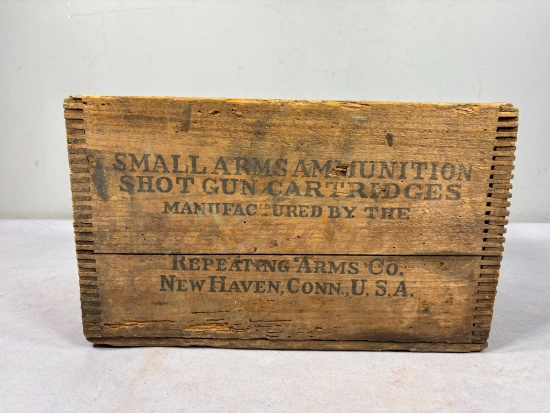 SMALL ARMS AMMUNITION
SHOT GUN CARTRIDGES
MANUFACTURED BY THE
REPEATING ARMS CO.
NEW HAVEN, CONN., U.S.A.